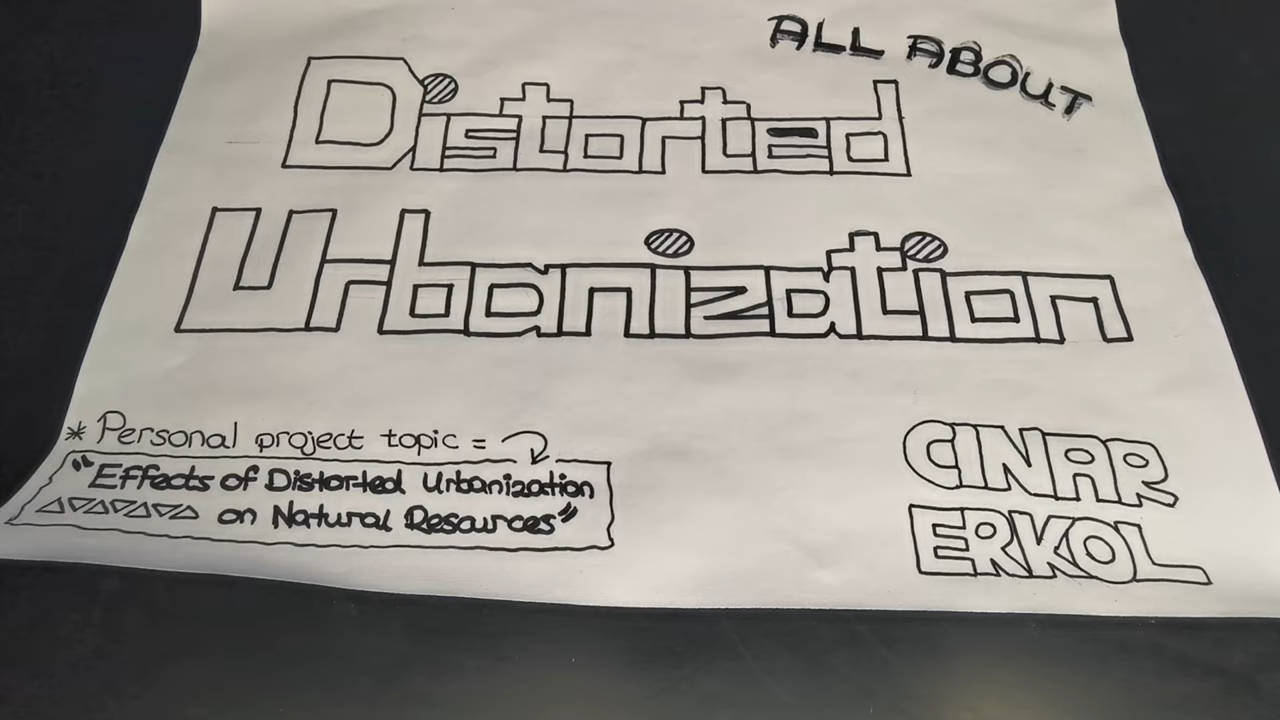 ALL ABOUT
Distorted
Urbanization
* Personal project topic =
"Effects of Distorted Urbanization
on Natural Resources"
CINAR
ERKOL